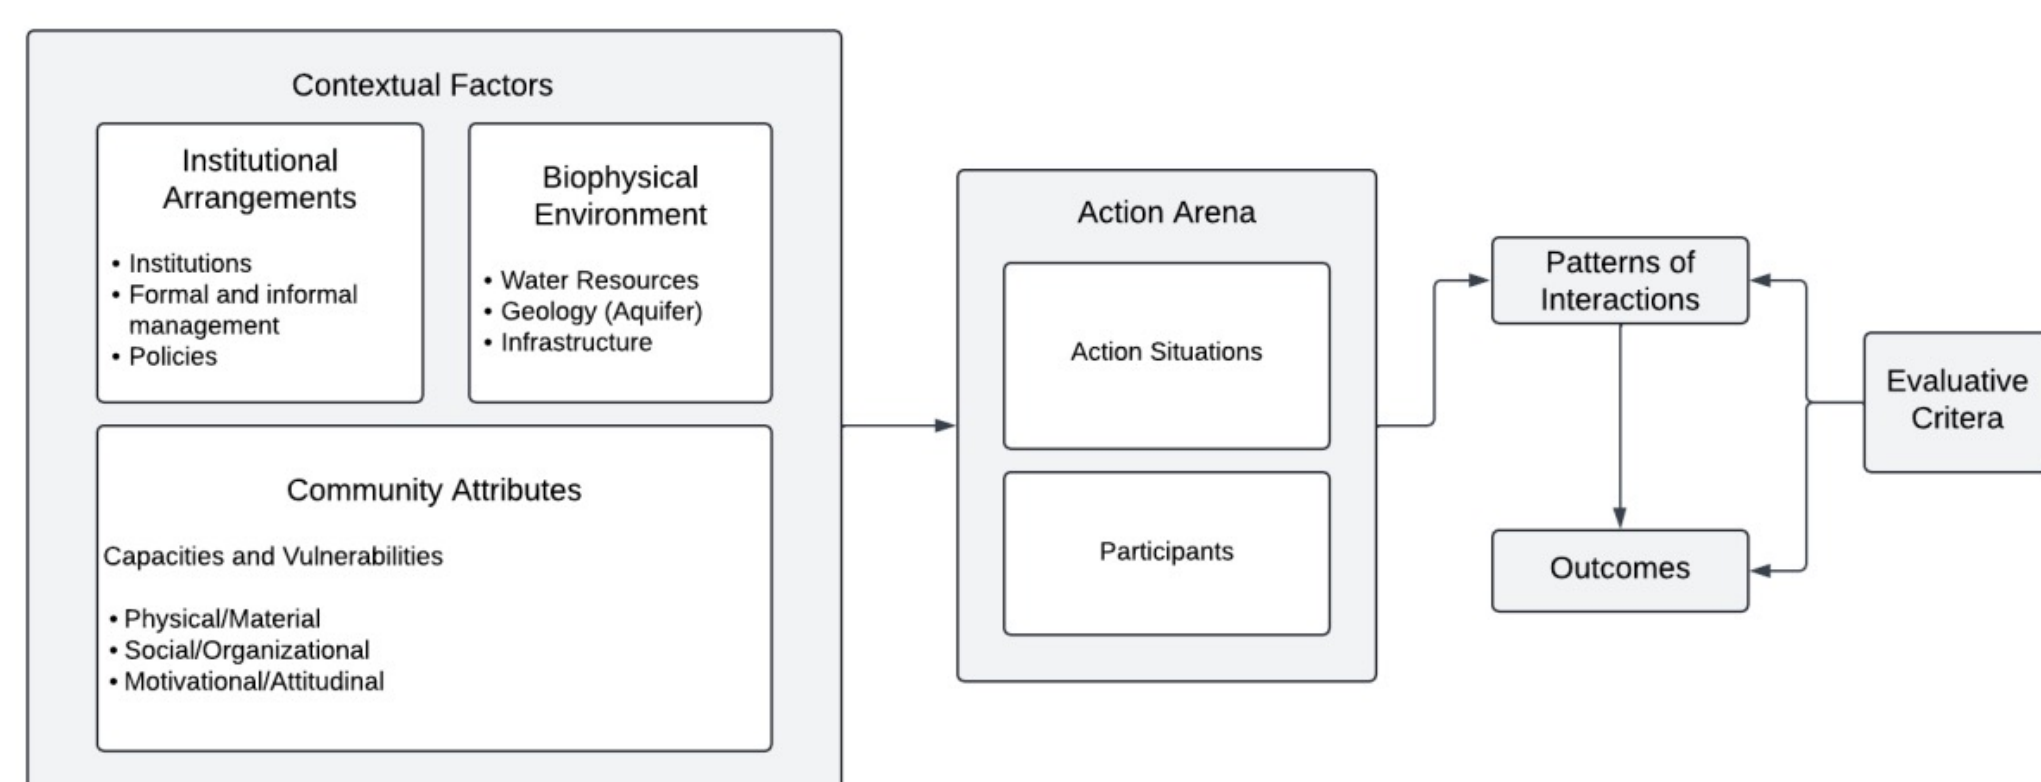 Contextual Factors
Institutional
Arrangements
• Institutions
• Formal and informal
management
• Policies
Biophysical
Environment
• Water Resources
• Geology (Aquifer)
• Infrastructure
Community Attributes
Capacities and Vulnerabilities
• Physical/Material
• Social/Organizational
• Motivational/Attitudinal
Action Arena
Action Situations
Participants
Patterns of
Interactions
Outcomes
Evaluative
Critera